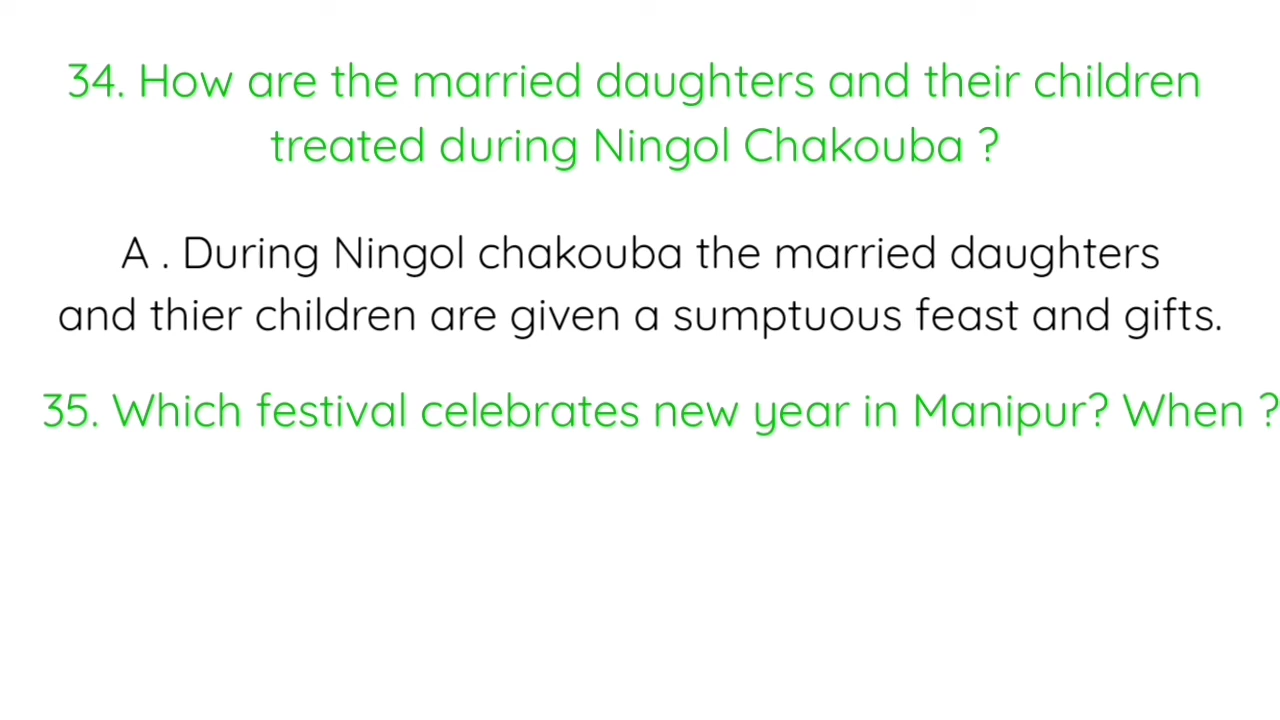 34. How are the married daughters and their children
treated during Ningol Chakouba ?
A . During Ningol chakouba the married daughters
and thier children are given a sumptuous feast and gifts.
35. Which festival celebrates new year in Manipur? When ?